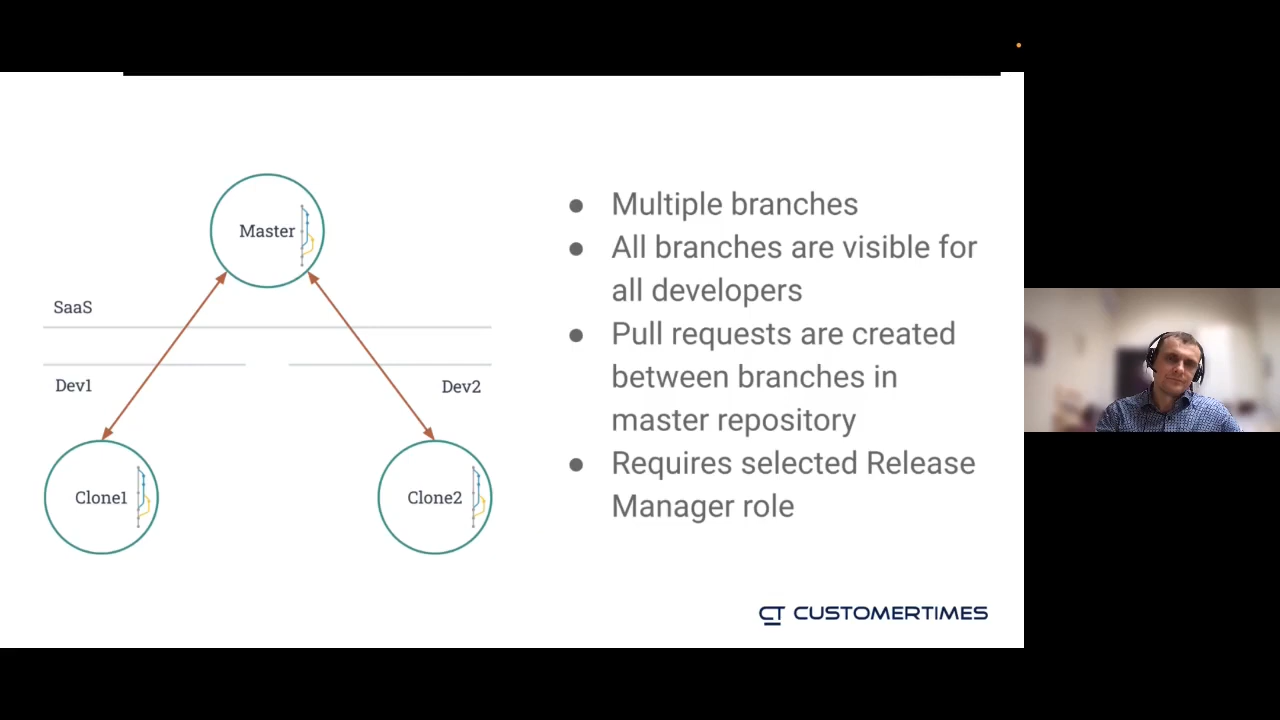 Master
SaaS
Dev1
Dev2
Clone1
Clone2
● Multiple branches
● All branches are visible for
all developers
● Pull requests are created
between branches in
master repository
● Requires selected Release
Manager role
CT CUSTOMERTIMES